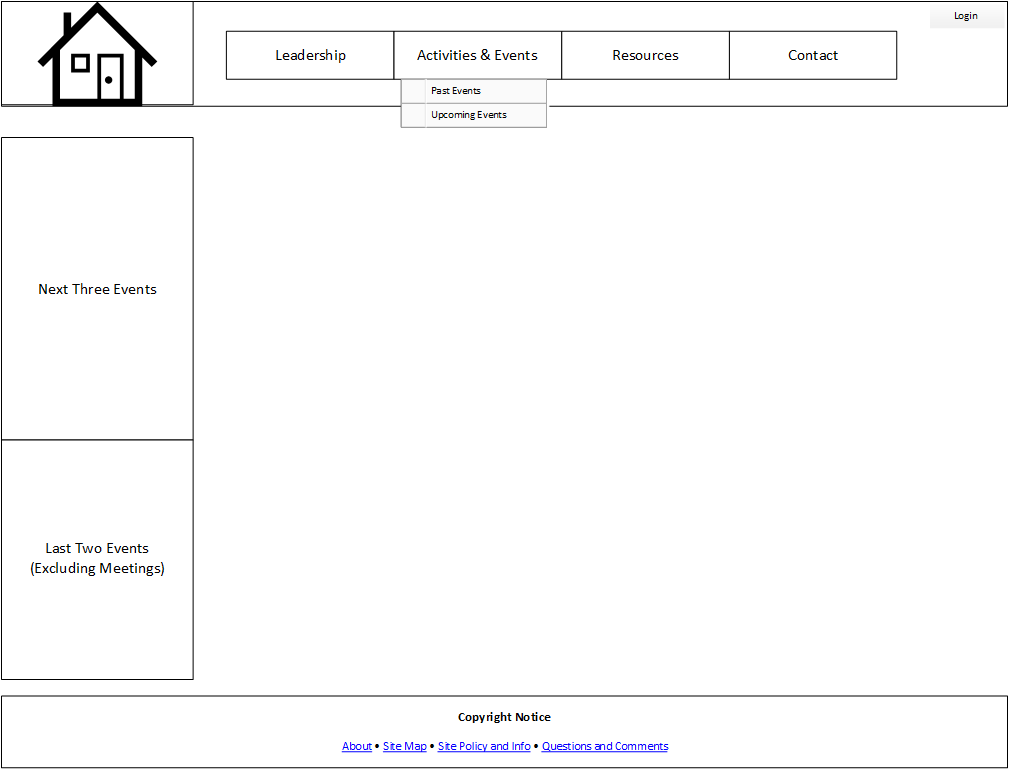 Login
Leadership
Activities & Events
Resources
Contact
Past Events
Upcoming Events
Next Three Events
Last Two Events
(Excluding Meetings)
Copyright Notice
About • Site Map • Site Policy and Info • Questions and Comments